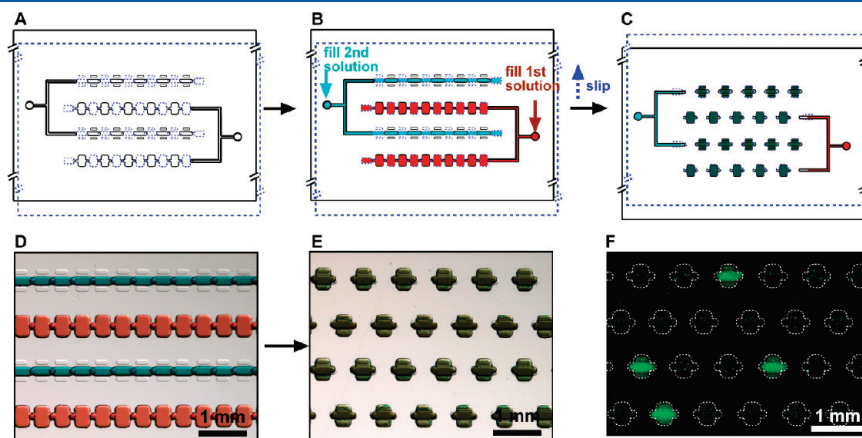 A
B
C
fill 2nd
solution
fill 1st
solution
slip
D
E
F
1 mm
1 mm
1 mm